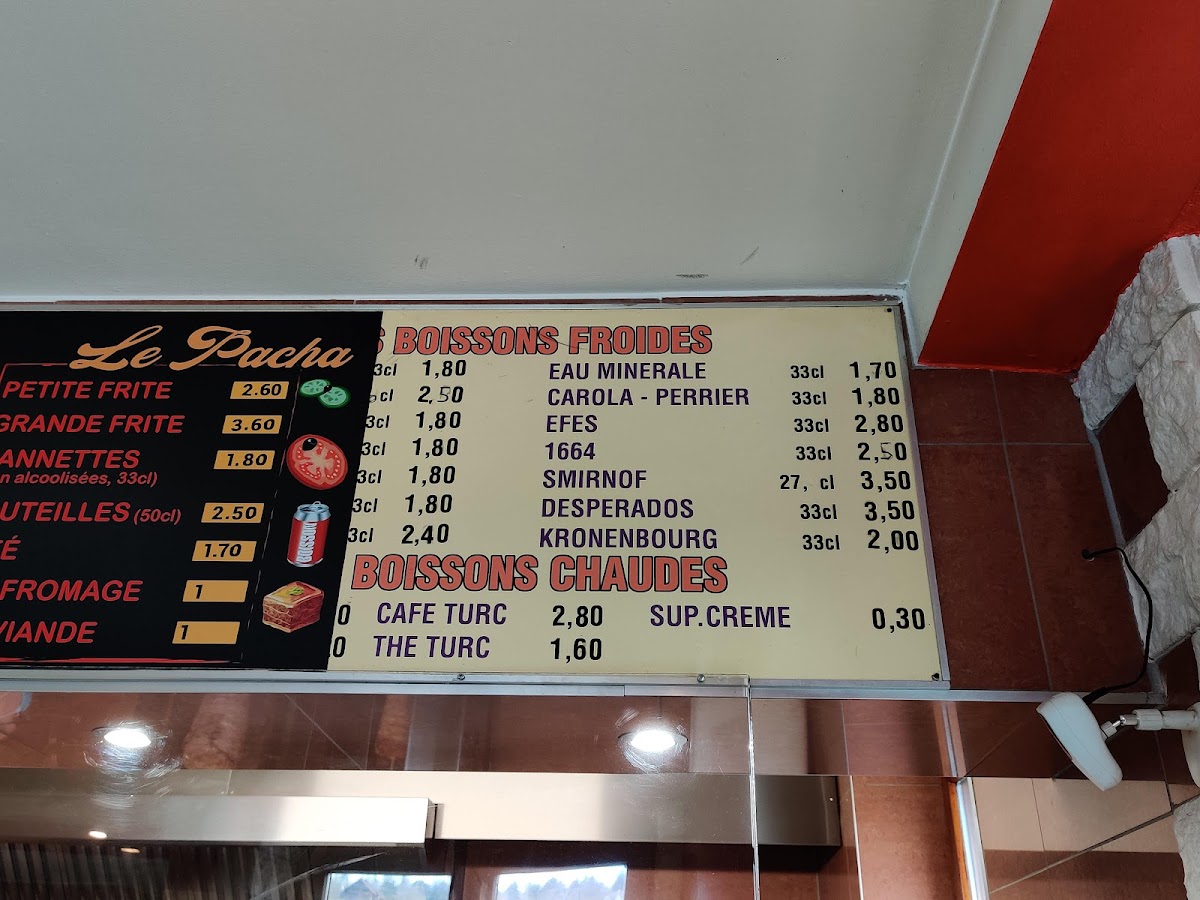 Le Pacha
PETITE FRITE 2.60
GRANDE FRITE 3.60
ANNETTES 1.80
n alcoolisées, 33cl)
UTEILLES (50cl) 2.50
É 1.70
FROMAGE 1
VIANDE 1
BOISSON
S BOISSONS FROIDES
3cl 1,80 EAU MINERALE 33cl 1,70
cl 2,50 CAROLA - PERRIER 33cl 1,80
3cl 1,80 EFES 33cl 2,80
3cl 1,80 1664 33cl 2,50
3cl 1,80 SMIRNOF 27, cl 3,50
3cl 1,80 DESPERADOS 33cl 3,50
3cl 2,40 KRONENBOURG 33cl 2,00
BOISSONS CHAUDES
0 CAFE TURC 2,80 SUP.CREME 0,30
0 THE TURC 1,60